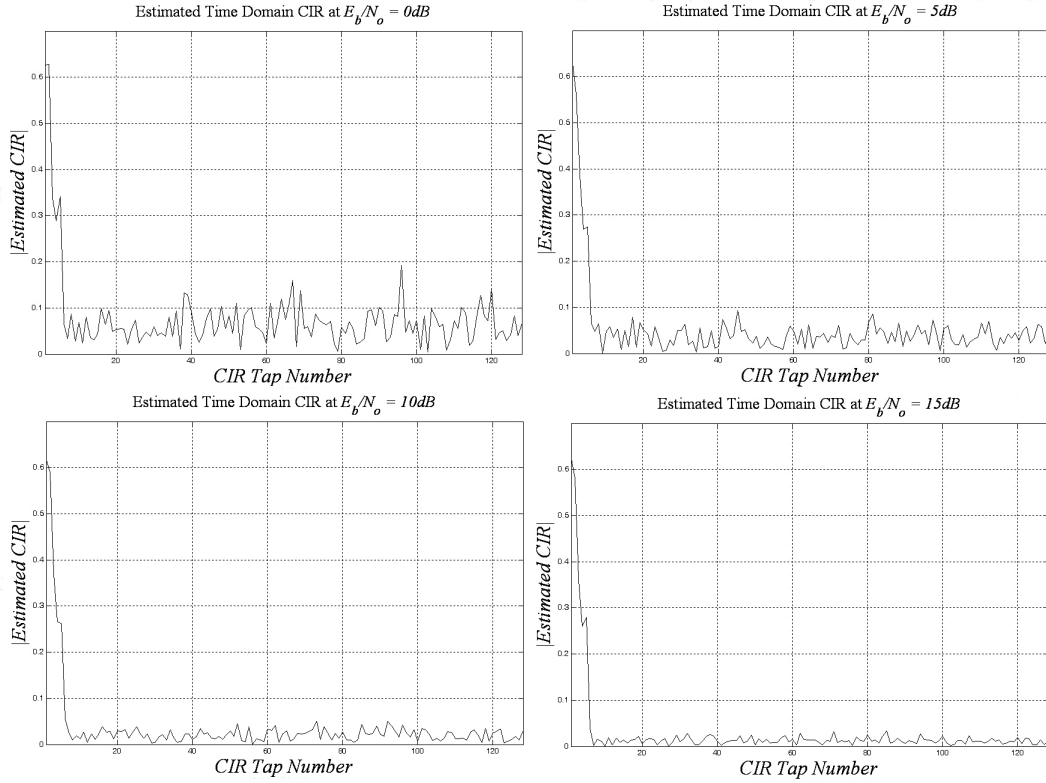 Estimated Time Domain CIR at E_b/N_o = 0dB
|Estimated CIR|
0.6
0.5
0.4
0.3
0.2
0.1
0
20 40 60 80 100 120
CIR Tap Number
Estimated Time Domain CIR at E_b/N_o = 5dB
|Estimated CIR|
0.6
0.5
0.4
0.3
0.2
0.1
0
20 40 60 80 100 120
CIR Tap Number
Estimated Time Domain CIR at E_b/N_o = 10dB
|Estimated CIR|
0.6
0.5
0.4
0.3
0.2
0.1
0
20 40 60 80 100 120
CIR Tap Number
Estimated Time Domain CIR at E_b/N_o = 15dB
|Estimated CIR|
0.6
0.5
0.4
0.3
0.2
0.1
0
20 40 60 80 100 120
CIR Tap Number